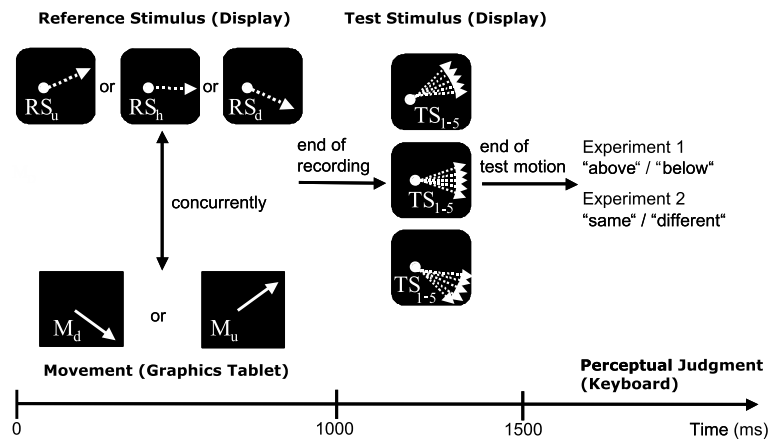 Reference Stimulus (Display)
Test Stimulus (Display)
RSu or RSh or RSd
TS1-5
end of
recording
TS1-5
end of
test motion
Experiment 1
“above“ / “below“
Experiment 2
“same“ / “different“
concurrently
TS1-5
Md or Mu
Movement (Graphics Tablet)
Perceptual Judgment
(Keyboard)
0 1000 1500 Time (ms)